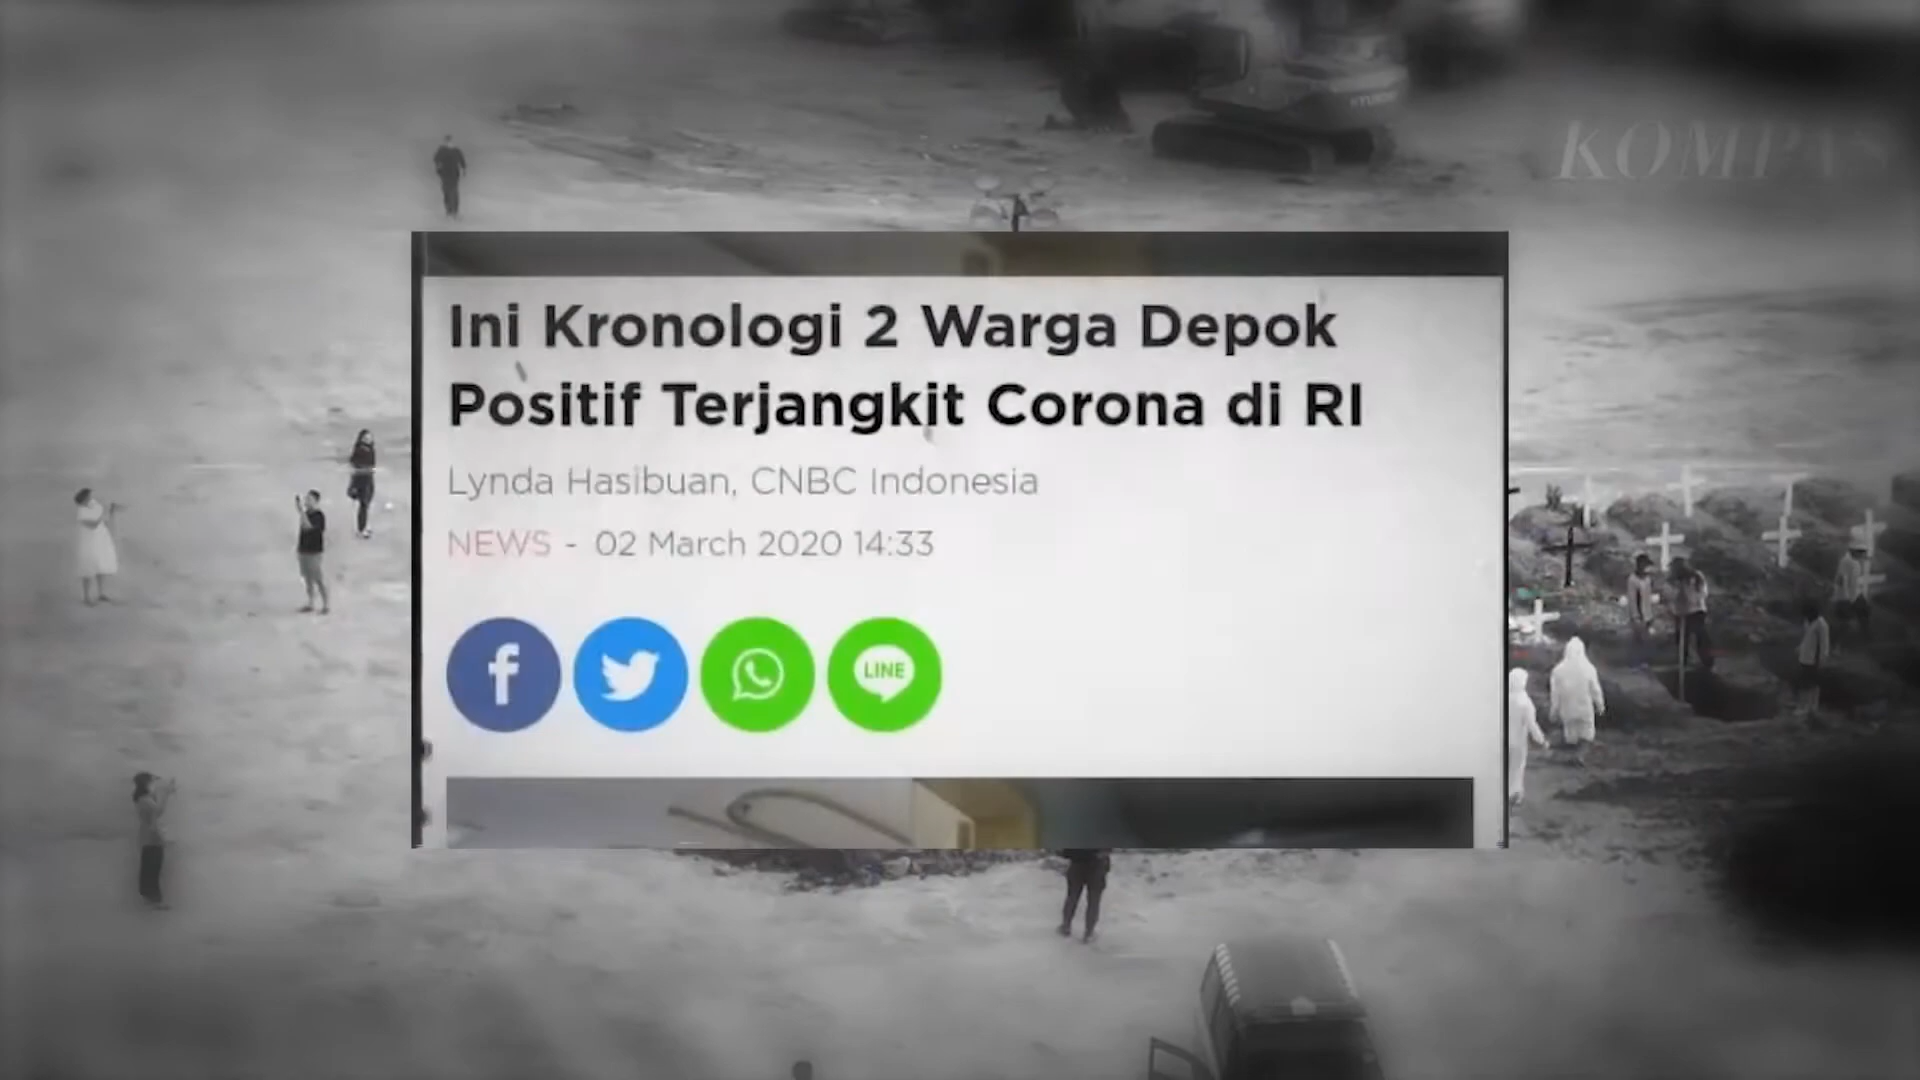 KOMPAS
Ini Kronologi 2 Warga Depok
Positif Terjangkit Corona di RI
Lynda Hasibuan, CNBC Indonesia
NEWS - 02 March 2020 14:33
f
LINE